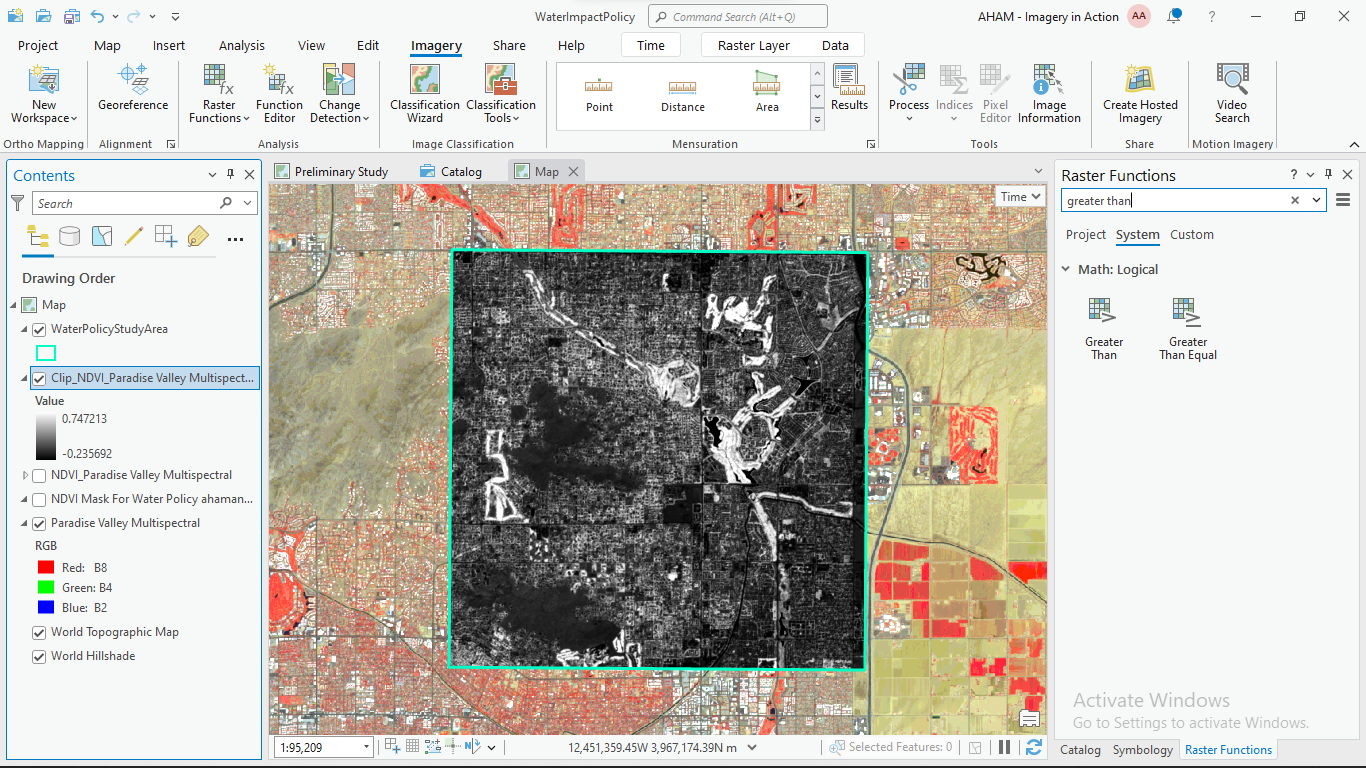 WaterImpactPolicy
Command Search (Alt+Q)
AHAM - Imagery in Action
AA
?
Project Map Insert Analysis View Edit Imagery Share Help Time Raster Layer Data
New Workspace
Georeference
Raster Functions
Function Editor
Change Detection
Classification Wizard
Classification Tools
Point
Distance
Area
Results
Process
Indices
Pixel Editor
Image Information
Create Hosted Imagery
Video Search
Ortho Mapping
Alignment
Analysis
Image Classification
Mensuration
Tools
Share
Motion Imagery
Contents
Search
Drawing Order
Map
WaterPolicyStudyArea
Clip_NDVI_Paradise Valley Multispect...
Value
0.747213
-0.235692
NDVI_Paradise Valley Multispectral
NDVI Mask For Water Policy ahaman...
Paradise Valley Multispectral
RGB
Red: B8
Green: B4
Blue: B2
World Topographic Map
World Hillshade
Preliminary Study
Catalog
Map
Time
1:95,209
12,451,359.45W 3,967,174.39N m
Selected Features: 0
Raster Functions
?
greater than
Project System Custom
Math: Logical
Greater Than
Greater Than Equal
Activate Windows
Go to Settings to activate Windows.
Catalog Symbology Raster Functions